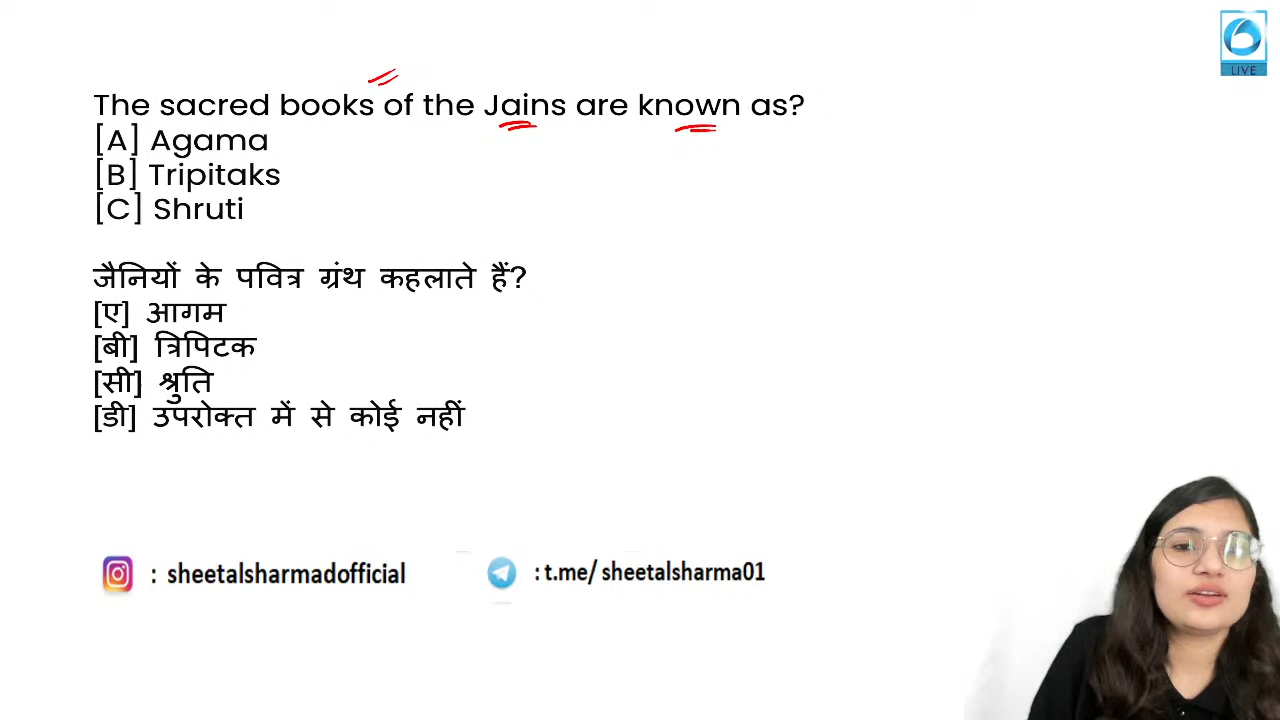 LIVE
The sacred books of the Jains are known as?
[A] Agama
[B] Tripitaks
[C] Shruti
जैनियों के पवित्र ग्रंथ कहलाते हैं?
[ए] आगम
[बी] त्रिपिटक
[सी] श्रुति
[डी] उपरोक्त में से कोई नहीं
: sheetalsharmadofficial
: t.me/ sheetalsharma01